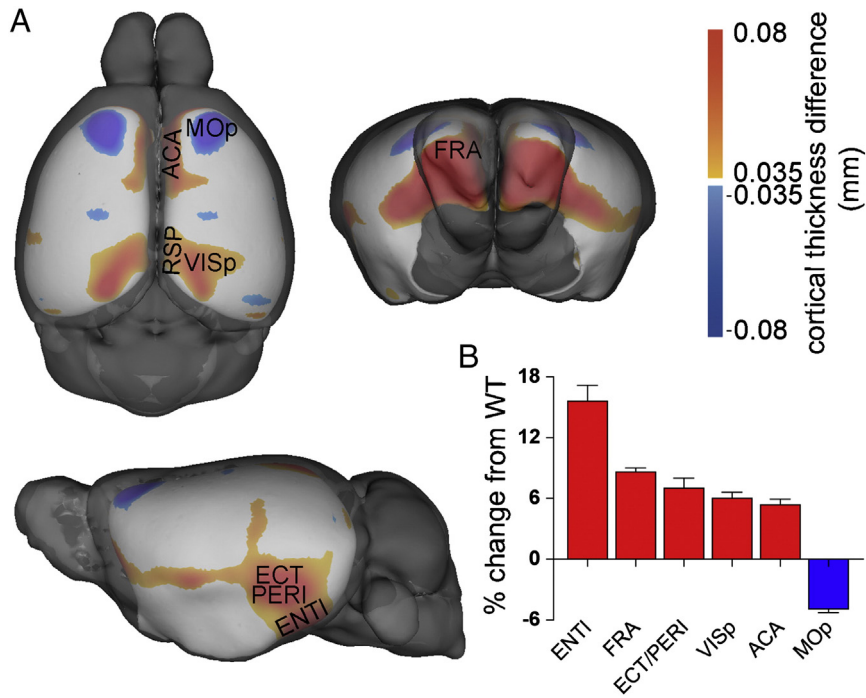 A
ACA
MOp
RSP
VISp
FRA
0.08
0.035
-0.035
-0.08
cortical thickness difference
(mm)
ECT
PERI
ENTI
B
% change from WT
18
12
6
0
-6
ENTI
FRA
ECT/PERI
VISp
ACA
MOp